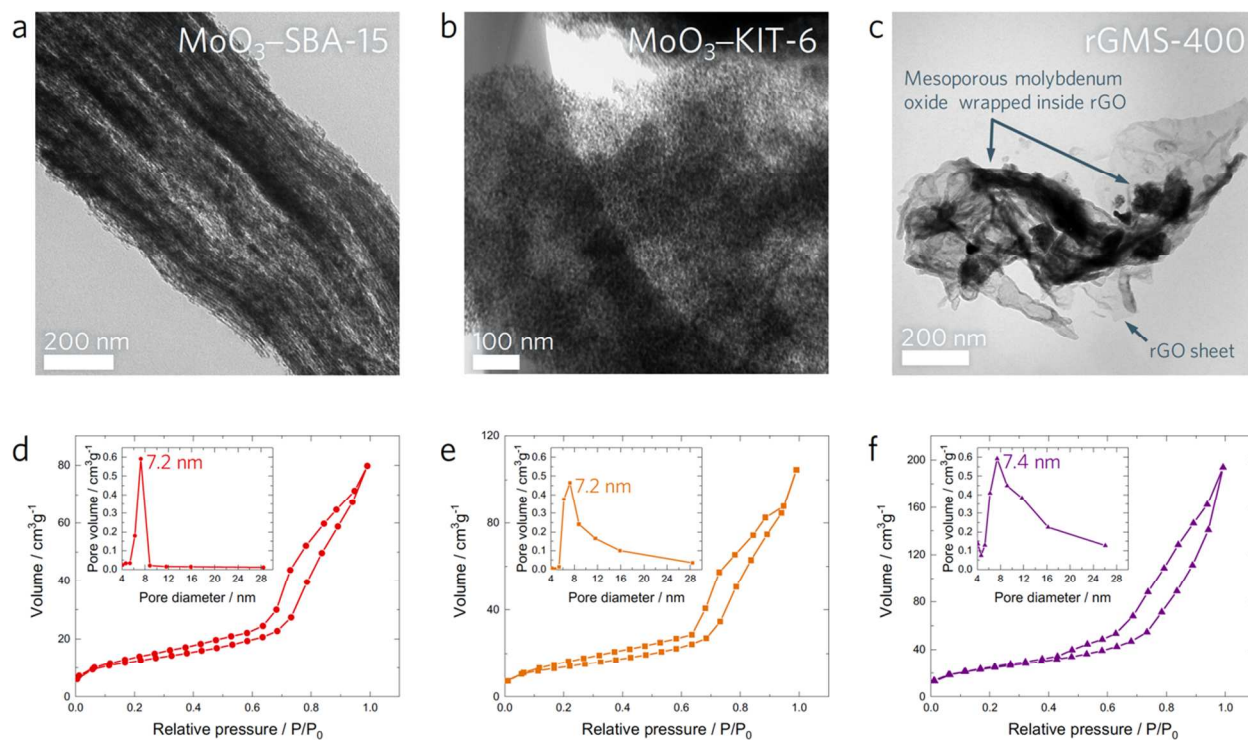 a
MoO₃–SBA-15
200 nm
b
MoO₃–KIT-6
100 nm
c
rGMS-400
Mesoporous molybdenum
oxide wrapped inside rGO
rGO sheet
200 nm
d
Volume / cm³g⁻¹
80
60
40
20
0
0.0 0.2 0.4 0.6 0.8 1.0
Relative pressure / P/P₀
Pore volume / cm³g⁻¹
0.6
0.5
0.4
0.3
0.2
0.1
0.0
7.2 nm
4 8 12 16 20 24 28
Pore diameter / nm
e
Volume / cm³g⁻¹
120
80
40
0
0.0 0.2 0.4 0.6 0.8 1.0
Relative pressure / P/P₀
Pore volume / cm³g⁻¹
0.6
0.5
0.4
0.3
0.2
0.1
0.0
7.2 nm
4 8 12 16 20 24 28
Pore diameter / nm
f
Volume / cm³g⁻¹
200
160
120
80
40
0
0.0 0.2 0.4 0.6 0.8 1.0
Relative pressure / P/P₀
Pore volume / cm³g⁻¹
0.6
0.5
0.4
0.3
0.2
0.1
0.0
7.4 nm
4 8 12 16 20 24 28
Pore diameter / nm